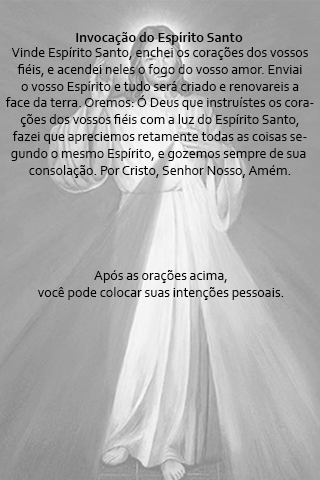 Invocação do Espírito Santo
Vinde Espírito Santo, enchei os corações dos vossos
fiéis, e acendei neles o fogo do vosso amor. Enviai
o vosso Espírito e tudo será criado e renovareis a
face da terra. Oremos: Ó Deus que instruístes os cora-
ções dos vossos fiéis com a luz do Espírito Santo,
fazei que apreciemos retamente todas as coisas se-
gundo o mesmo Espírito, e gozemos sempre de sua
consolação. Por Cristo, Senhor Nosso, Amém.
Após as orações acima,
você pode colocar suas intenções pessoais.